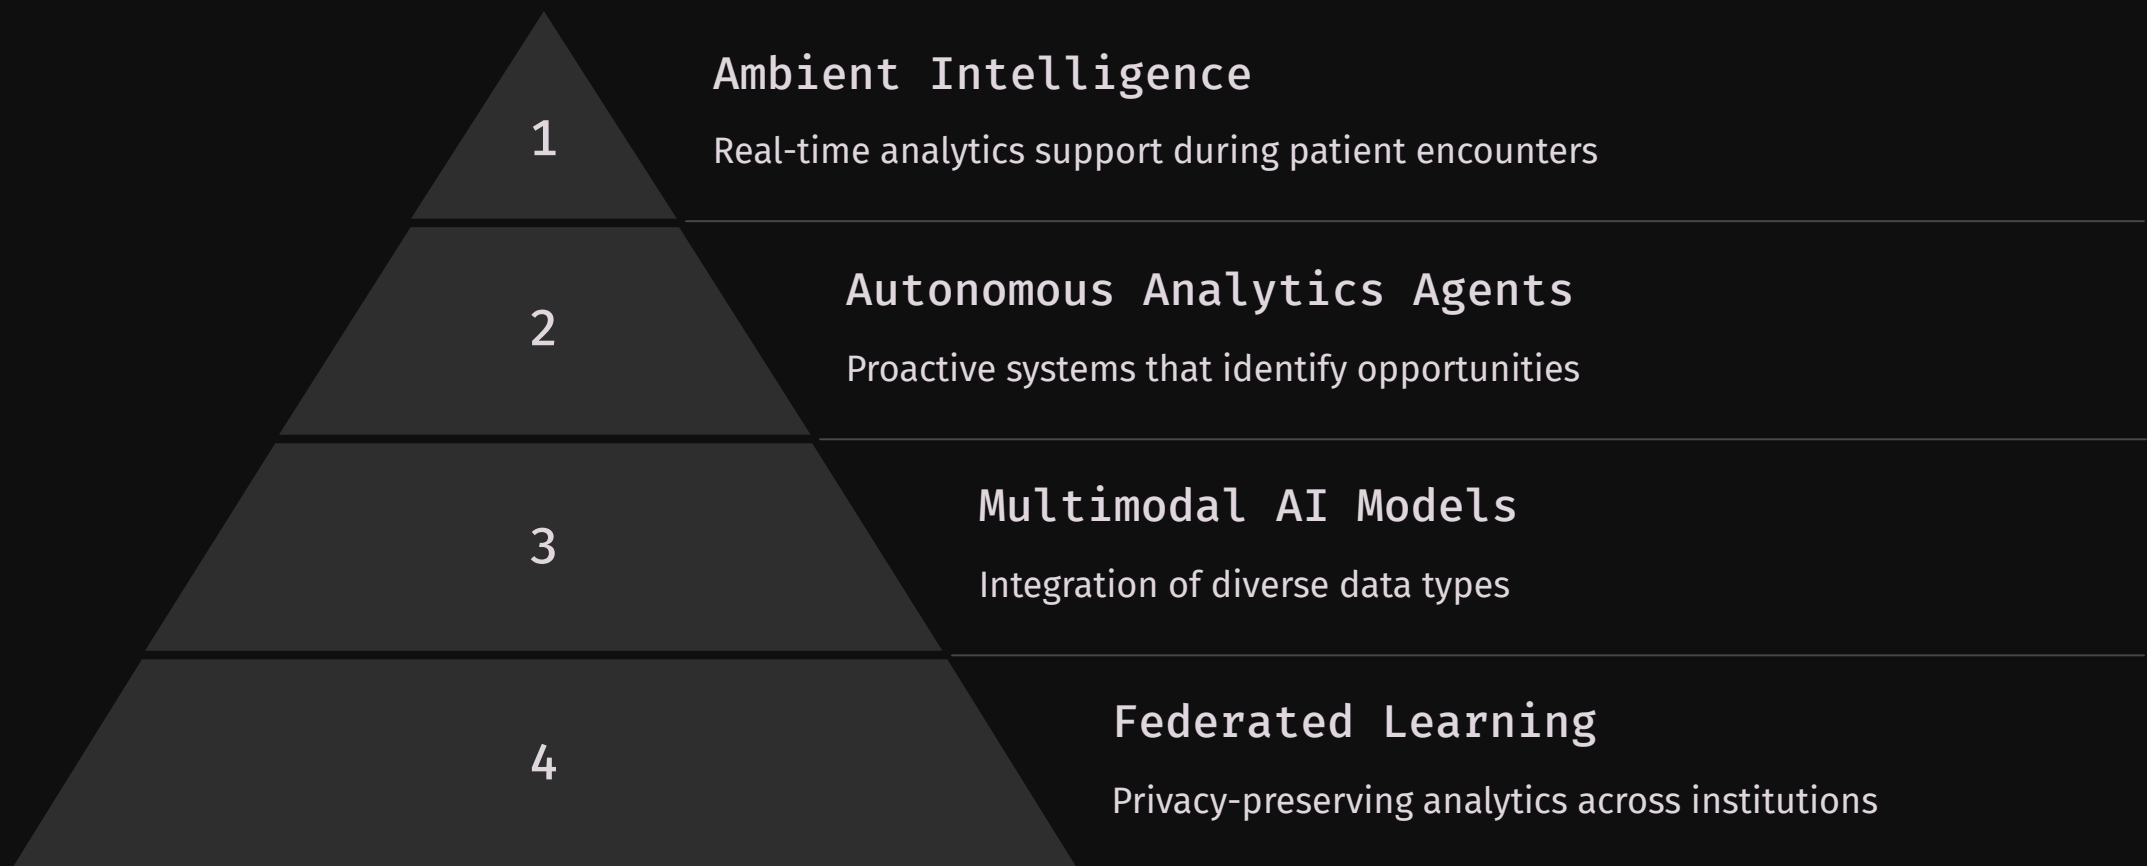 1
Ambient Intelligence
Real-time analytics support during patient encounters
2
Autonomous Analytics Agents
Proactive systems that identify opportunities
3
Multimodal AI Models
Integration of diverse data types
4
Federated Learning
Privacy-preserving analytics across institutions